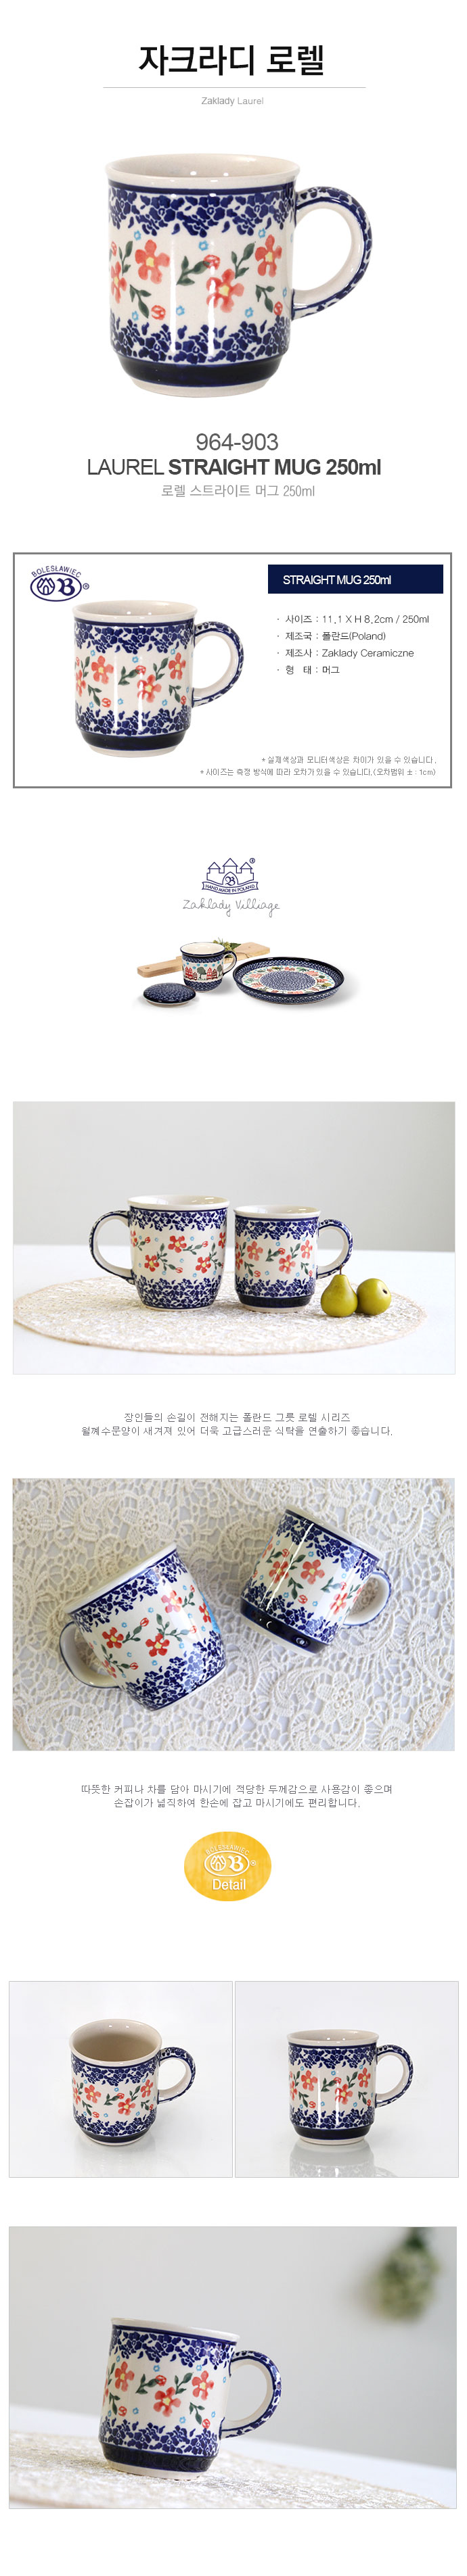 자크라디 로렐
Zaklady Laurel
964-903
LAUREL STRAIGHT MUG 250ml
로렐 스트라이트 머그 250ml
BOLESŁAWIEC
B ®
STRAIGHT MUG 250ml
· 사이즈 : 11.1 X H 8.2cm / 250ml
· 제조국 : 폴란드(Poland)
· 제조사 : Zaklady Ceramiczne
· 형 태 : 머그
* 실제색상과 모니터색상은 차이가 있을 수 있습니다.
* 사이즈는 측정 방식에 따라 오차가 있을 수 있습니다.(오차범위 ± : 1cm)
HAND MADE IN POLAND
Zaklady Villiage
장인들의 손길이 전해지는 폴란드 그릇 로렐 시리즈
월계수문양이 새겨져 있어 더욱 고급스러운 식탁을 연출하기 좋습니다.
따뜻한 커피나 차를 담아 마시기에 적당한 두께감으로 사용감이 좋으며
손잡이가 넓직하여 한손에 잡고 마시기에도 편리합니다.
BOLESŁAWIEC
B ®
Detail